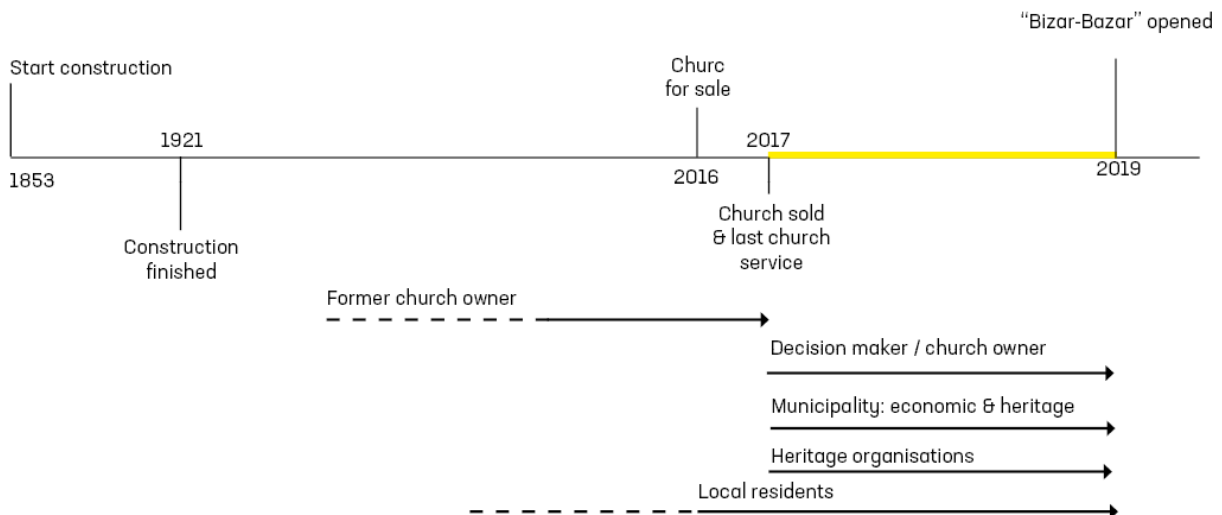 “Bizar-Bazar” opened
Start construction
Churc
for sale
1921
2017
1853
2016
2019
Construction
finished
Church sold
& last church
service
Former church owner
Decision maker / church owner
Municipality: economic & heritage
Heritage organisations
Local residents